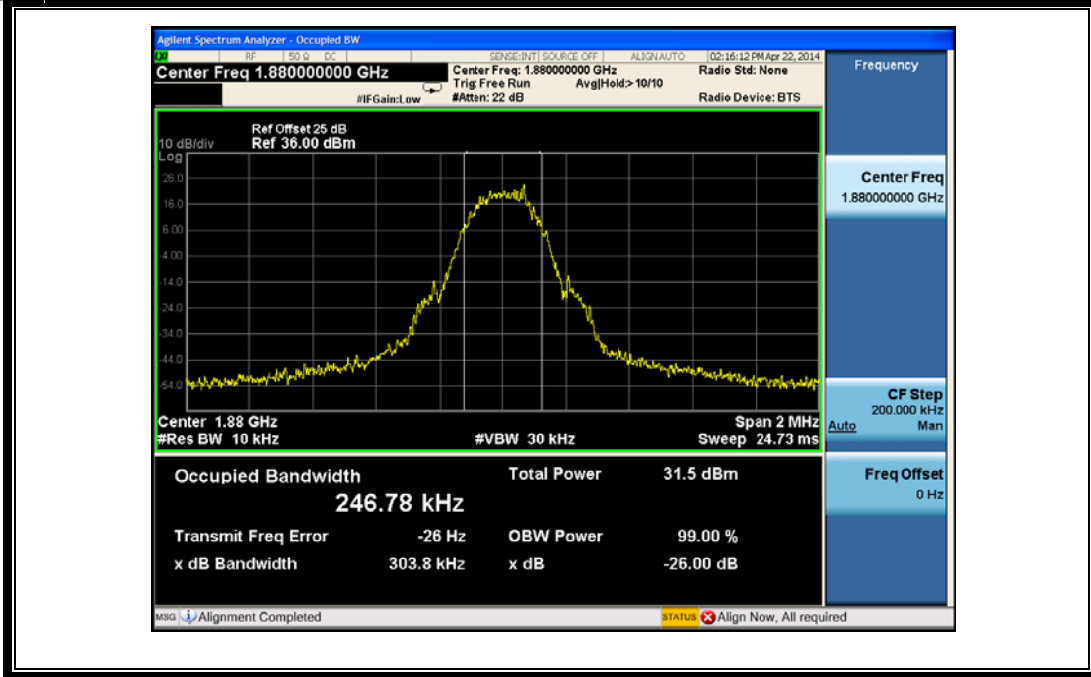 Agilent Spectrum Analyzer - Occupied BW
LXI RF 50 Ω DC SENSE:INT SOURCE OFF ALIGN AUTO 02:16:12 PM Apr 22, 2014
Center Freq 1.880000000 GHz
Center Freq: 1.880000000 GHz
Radio Std: None
Trig: Free Run Avg|Hold:> 10/10
#IFGain:Low
#Atten: 22 dB
Radio Device: BTS
Ref Offset 25 dB
10 dB/div Ref 36.00 dBm
Log
26.0
16.0
6.00
-4.00
-14.0
-24.0
-34.0
-44.0
-54.0
Center 1.88 GHz Span 2 MHz
#Res BW 10 kHz #VBW 30 kHz Sweep 24.73 ms
Occupied Bandwidth Total Power 31.5 dBm
246.78 kHz
Transmit Freq Error -26 Hz OBW Power 99.00 %
x dB Bandwidth 303.8 kHz x dB -26.00 dB
Frequency
Center Freq
1.880000000 GHz
CF Step
200.000 kHz
Auto Man
Freq Offset
0 Hz
MSG Alignment Completed STATUS Align Now, All required